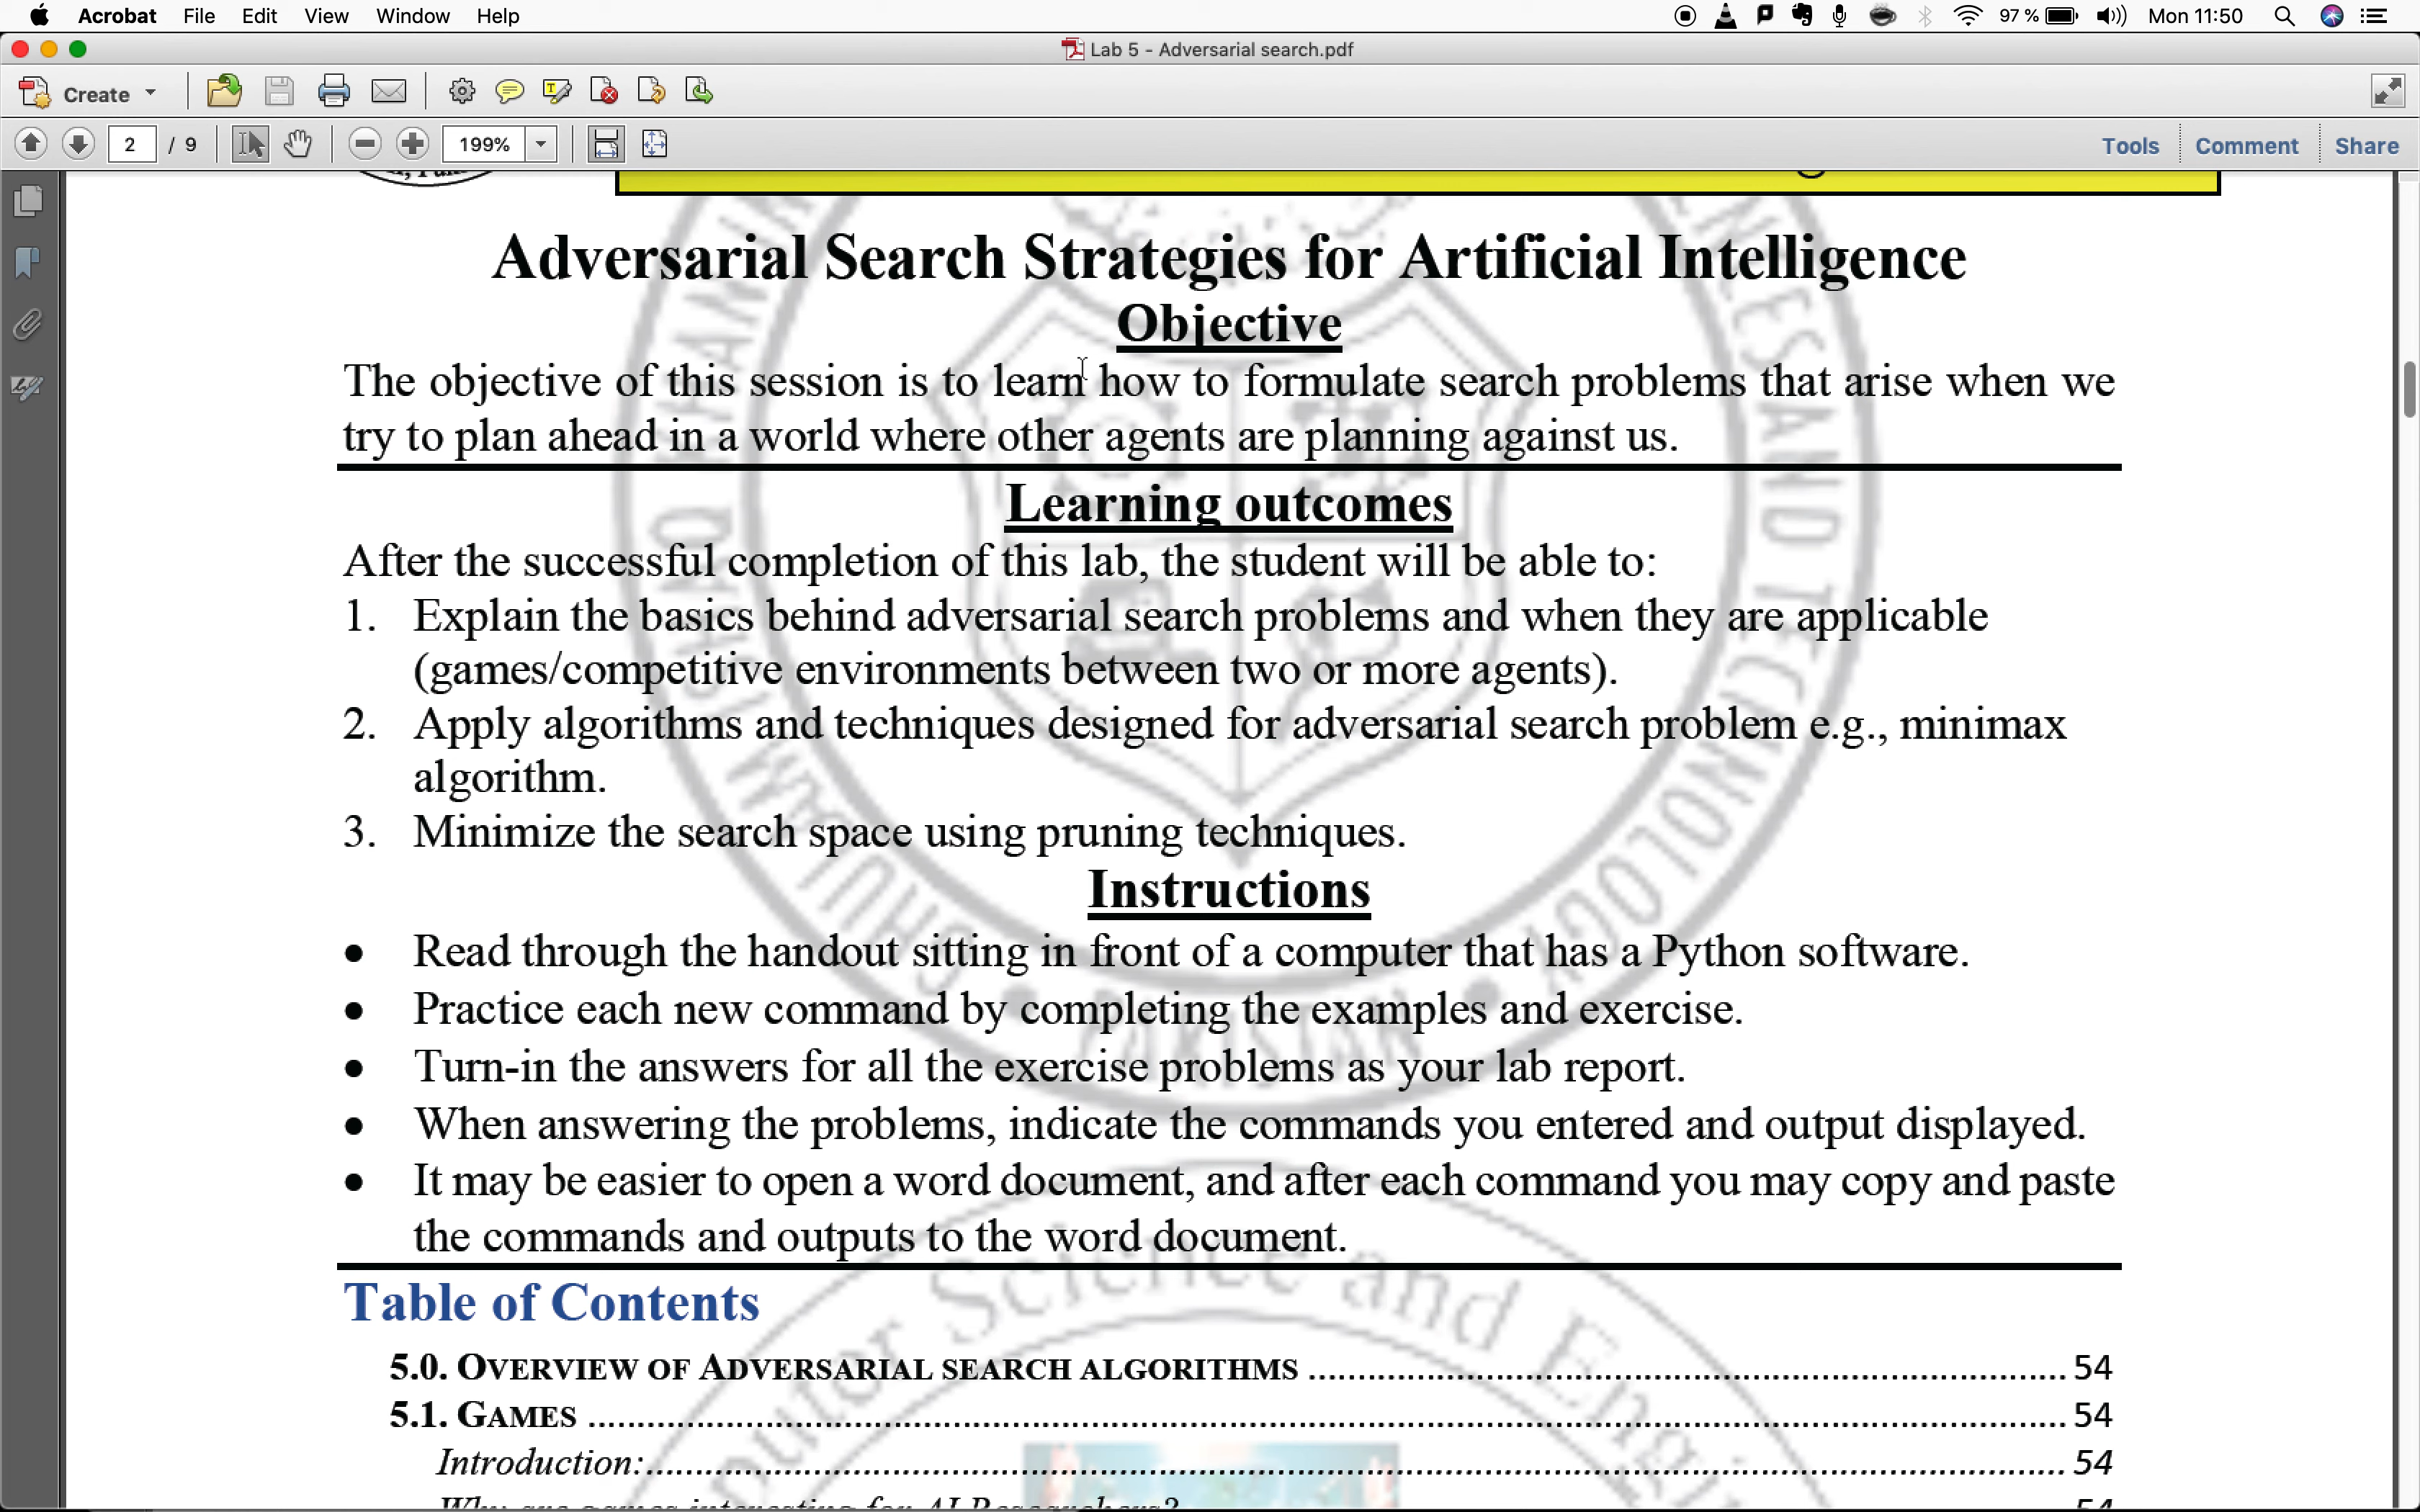 Acrobat File Edit View Window Help 97 % Mon 11:50
Lab 5 - Adversarial search.pdf
Create
2 / 9 199% Tools Comment Share
Adversarial Search Strategies for Artificial Intelligence
Objective
The objective of this session is to learn how to formulate search problems that arise when we
try to plan ahead in a world where other agents are planning against us.
Learning outcomes
After the successful completion of this lab, the student will be able to:
1. Explain the basics behind adversarial search problems and when they are applicable
(games/competitive environments between two or more agents).
2. Apply algorithms and techniques designed for adversarial search problem e.g., minimax
algorithm.
3. Minimize the search space using pruning techniques.
Instructions
• Read through the handout sitting in front of a computer that has a Python software.
• Practice each new command by completing the examples and exercise.
• Turn-in the answers for all the exercise problems as your lab report.
• When answering the problems, indicate the commands you entered and output displayed.
• It may be easier to open a word document, and after each command you may copy and paste
the commands and outputs to the word document.
Table of Contents
5.0. OVERVIEW OF ADVERSARIAL SEARCH ALGORITHMS 54
5.1. GAMES 54
Introduction: 54
Why are games interesting for AI Researchers? 54